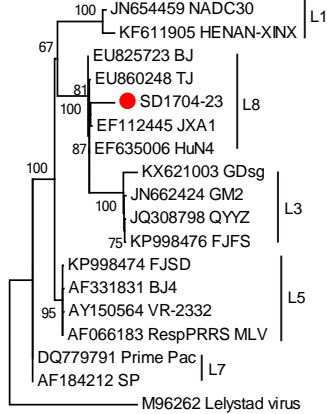 JN654459 NADC30
100
L1
KF611905 HENAN-XINX
67
EU825723 BJ
EU860248 TJ
81
SD1704-23
L8
100
EF112445 JXA1
87
EF635006 HuN4
KX621003 GDsg
100
JN662424 GM2
100
L3
JQ308798 QYYZ
75
KP998476 FJFS
KP998474 FJSD
AF331831 BJ4
L5
95
AY150564 VR-2332
AF066183 RespPRRS MLV
DQ779791 Prime Pac
L7
AF184212 SP
M96262 Lelystad virus